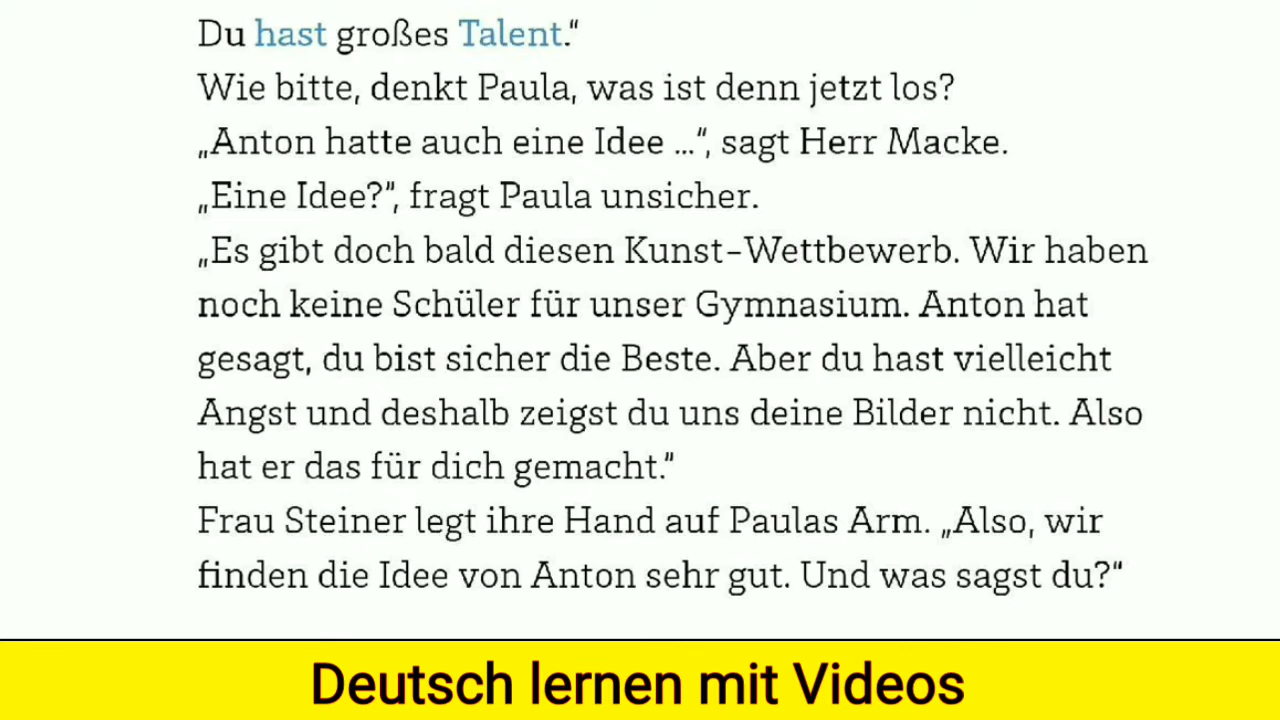 Du hast großes Talent.“
Wie bitte, denkt Paula, was ist denn jetzt los?
„Anton hatte auch eine Idee ...“, sagt Herr Macke.
„Eine Idee?“, fragt Paula unsicher.
„Es gibt doch bald diesen Kunst-Wettbewerb. Wir haben
noch keine Schüler für unser Gymnasium. Anton hat
gesagt, du bist sicher die Beste. Aber du hast vielleicht
Angst und deshalb zeigst du uns deine Bilder nicht. Also
hat er das für dich gemacht.“
Frau Steiner legt ihre Hand auf Paulas Arm. „Also, wir
finden die Idee von Anton sehr gut. Und was sagst du?“
Deutsch lernen mit Videos